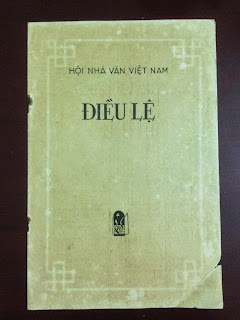 HỘI NHÀ VĂN VIỆT NAM
ĐIỀU LỆ